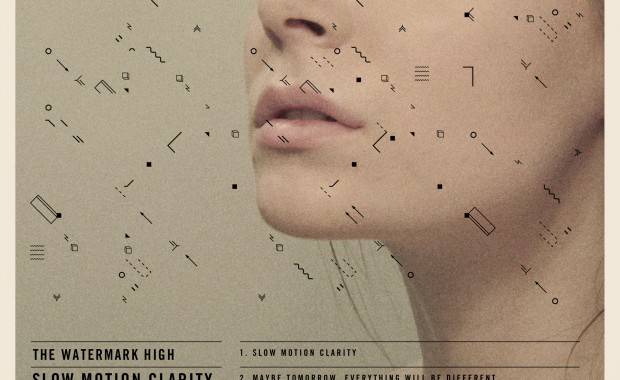 THE WATERMARK HIGH
SLOW MOTION CLARITY
1. SLOW MOTION CLARITY
2. MAYBE TOMORROW, EVERYTHING WILL BE DIFFERENT